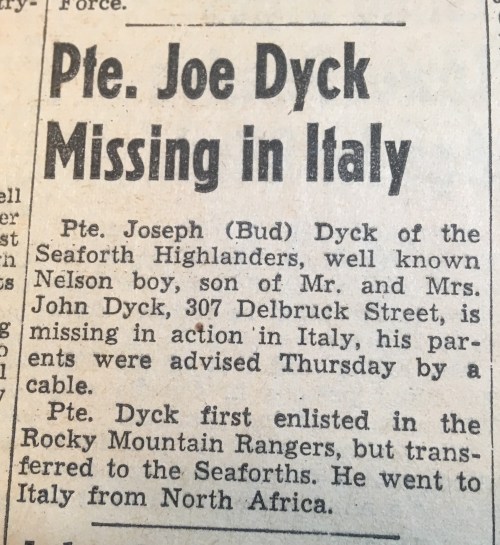 Force.
Pte. Joe Dyck
Missing in Italy
Pte. Joseph (Bud) Dyck of the
Seaforth Highlanders, well known
Nelson boy, son of Mr. and Mrs.
John Dyck, 307 Delbruck Street, is
missing in action in Italy, his par-
ents were advised Thursday by a
cable.
Pte. Dyck first enlisted in the
Rocky Mountain Rangers, but trans-
ferred to the Seaforths. He went to
Italy from North Africa.